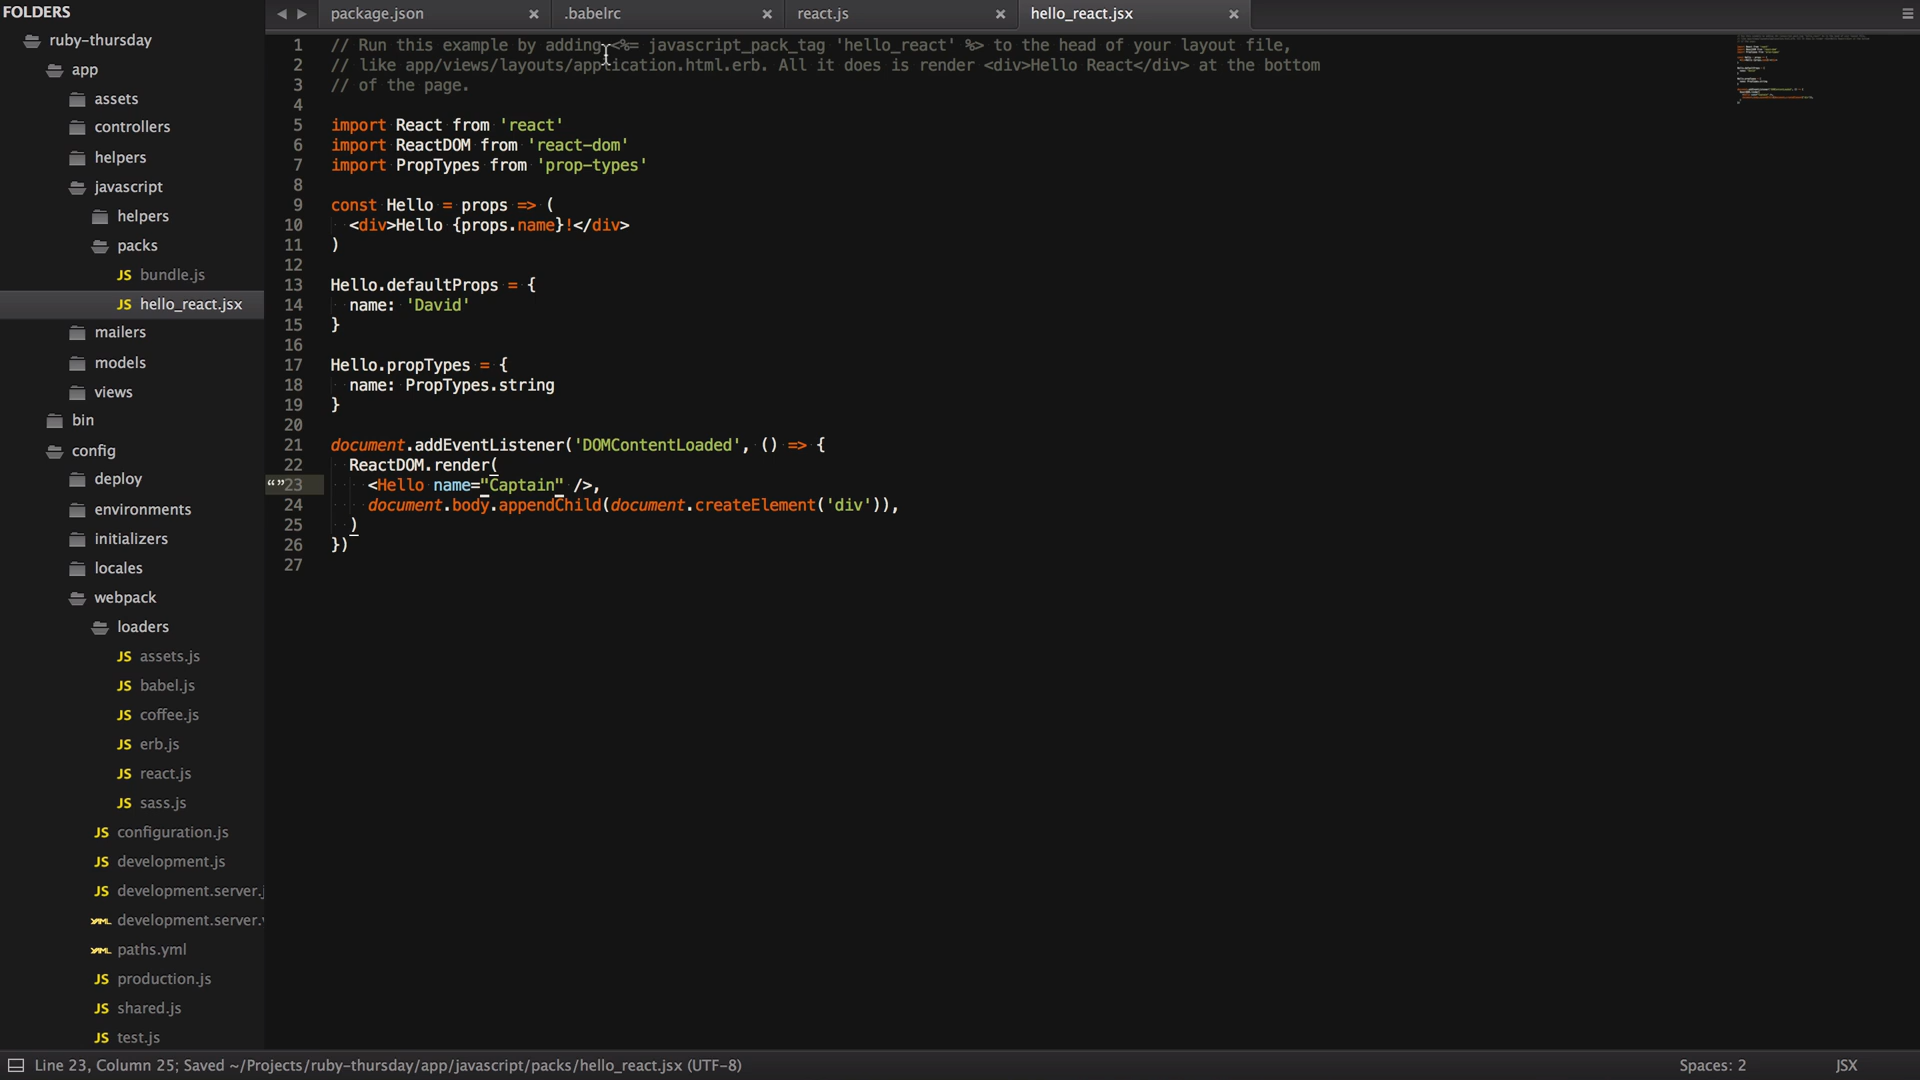 FOLDERS
ruby-thursday
app
assets
controllers
helpers
javascript
helpers
packs
JS bundle.js
JS hello_react.jsx
mailers
models
views
bin
config
deploy
environments
initializers
locales
webpack
loaders
JS assets.js
JS babel.js
JS coffee.js
JS erb.js
JS react.js
JS sass.js
JS configuration.js
JS development.js
JS development.server.j
YAML development.server.
YAML paths.yml
JS production.js
JS shared.js
JS test.js
package.json
.babelrc
react.js
hello_react.jsx
1 // Run this example by adding <%= javascript_pack_tag 'hello_react' %> to the head of your layout file,
2 // like app/views/layouts/application.html.erb. All it does is render <div>Hello React</div> at the bottom
3 // of the page.
4
5 import React from 'react'
6 import ReactDOM from 'react-dom'
7 import PropTypes from 'prop-types'
8
9 const Hello = props => (
10   <div>Hello {props.name}!</div>
11 )
12
13 Hello.defaultProps = {
14   name: 'David'
15 }
16
17 Hello.propTypes = {
18   name: PropTypes.string
19 }
20
21 document.addEventListener('DOMContentLoaded', () => {
22   ReactDOM.render(
“”23     <Hello name="Captain" />,
24     document.body.appendChild(document.createElement('div')),
25   )
26 })
27
Line 23, Column 25; Saved ~/Projects/ruby-thursday/app/javascript/packs/hello_react.jsx (UTF-8)
Spaces: 2
JSX